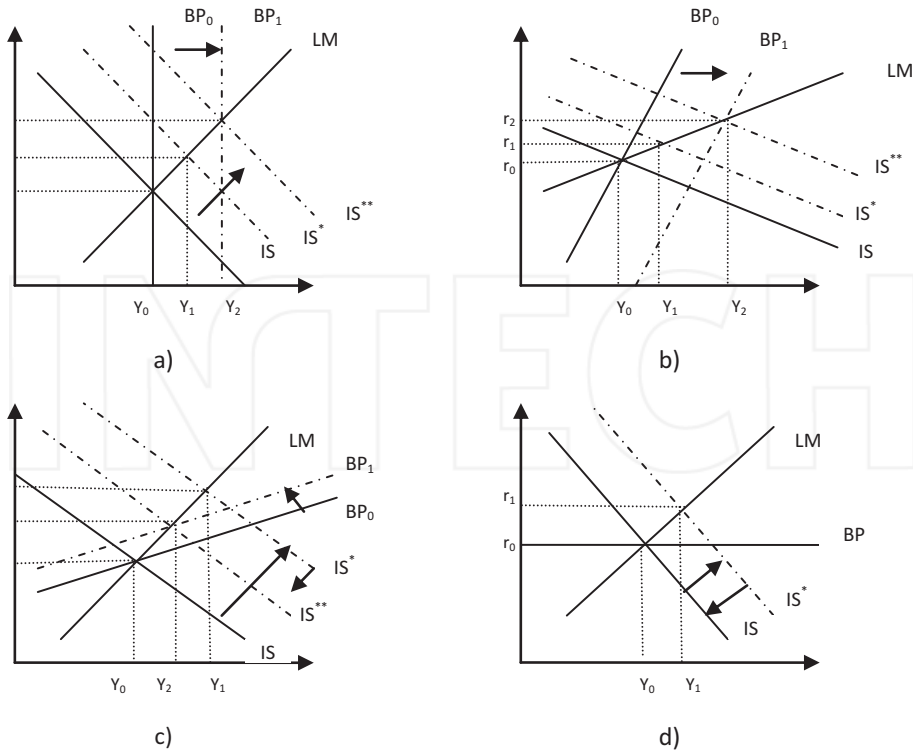 BP₀ BP₁
LM
IS**
IS*
IS
Y₀ Y₁ Y₂
a)
BP₀
BP₁
LM
r₂
r₁
r₀
IS**
IS*
IS
Y₀ Y₁ Y₂
b)
LM
BP₁
BP₀
IS*
IS**
IS
Y₀ Y₂ Y₁
c)
LM
r₁
r₀
BP
IS*
IS
Y₀ Y₁
d)
INTECH